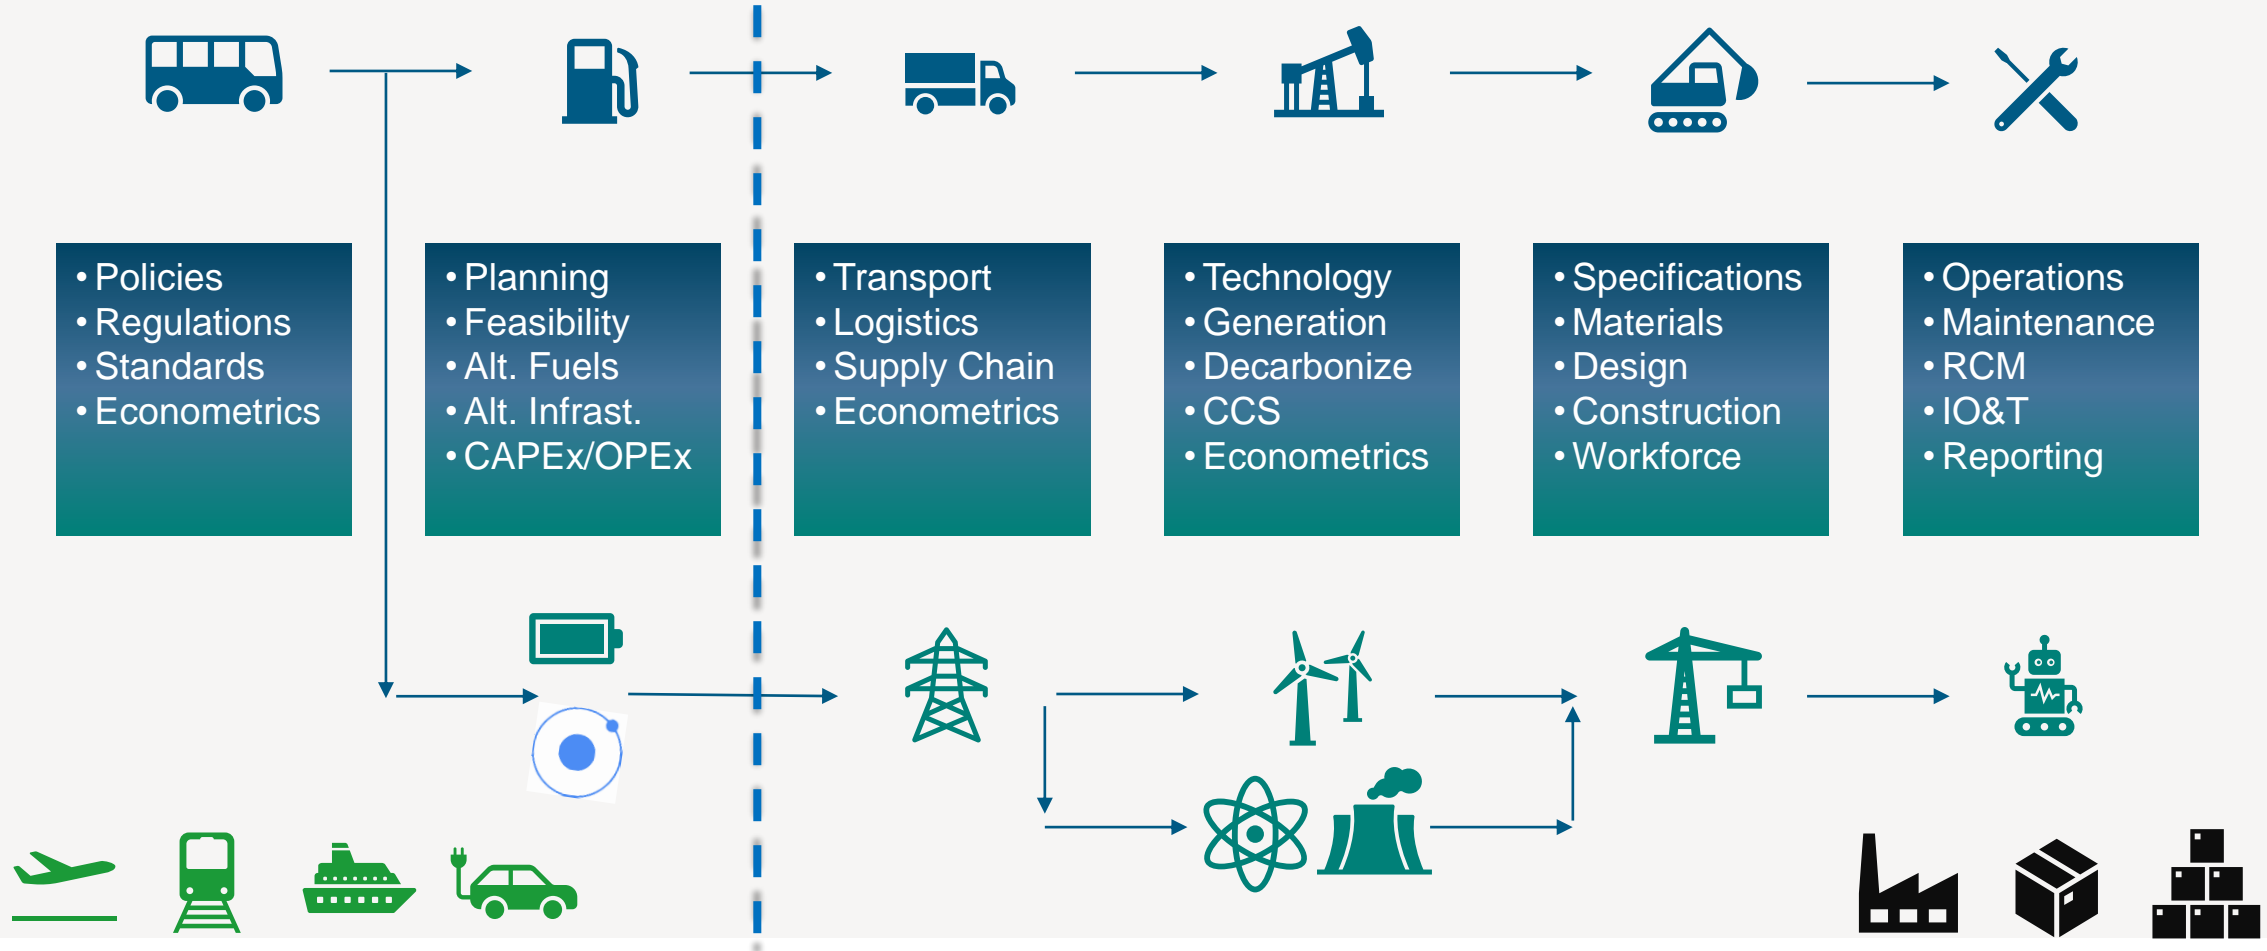 • Policies
• Regulations
• Standards
• Econometrics
• Planning
• Feasibility
• Alt. Fuels
• Alt. Infrast.
• CAPEx/OPEx
• Transport
• Logistics
• Supply Chain
• Econometrics
• Technology
• Generation
• Decarbonize
• CCS
• Econometrics
• Specifications
• Materials
• Design
• Construction
• Workforce
• Operations
• Maintenance
• RCM
• IO&T
• Reporting